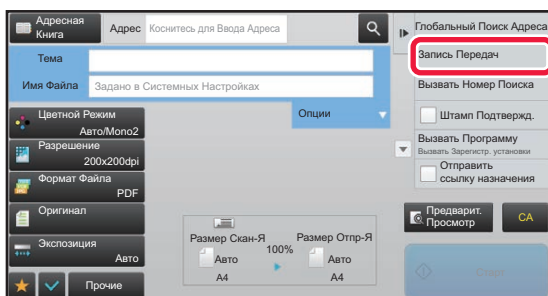 Адресная
Книга
Адрес
Коснитесь для Ввода Адреса
Глобальный Поиск Адреса
Тема
Запись Передач
Имя Файла
Задано в Системных Настройках
Вызвать Номер Поиска
Опции
Цветной Режим
Авто/Mono2
Штамп Подтвержд.
Разрешение
200x200dpi
Вызвать Программу
Вызвать Зарегистр. установки
Формат Файла
PDF
Отправить
ссылку назначения
Оригинал
Предварит.
Просмотр
CA
Экспозиция
Авто
Размер Скан-Я
100%
Размер Отпр-Я
Авто
Авто
A4
A4
Прочие
Старт